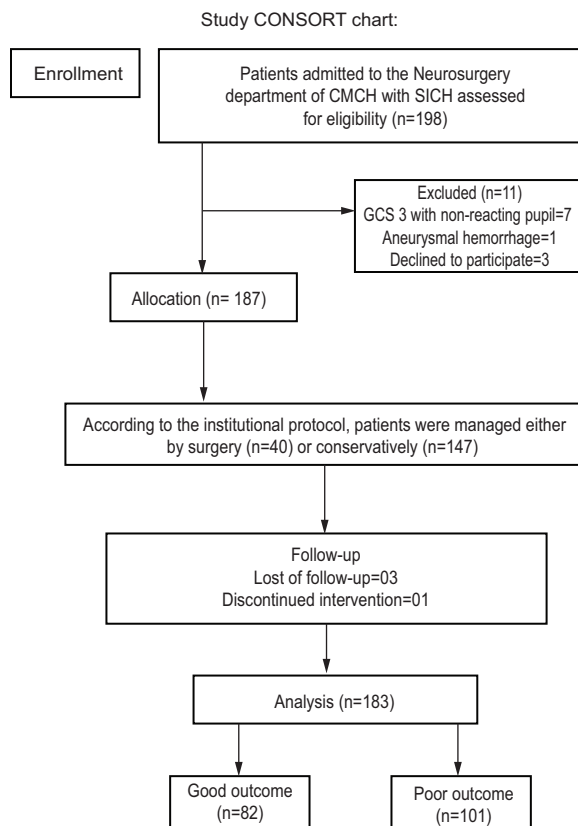 Study CONSORT chart:
Enrollment
Patients admitted to the Neurosurgery
department of CMCH with SICH assessed
for eligibility (n=198)
Excluded (n=11)
GCS 3 with non-reacting pupil=7
Aneurysmal hemorrhage=1
Declined to participate=3
Allocation (n= 187)
According to the institutional protocol, patients were managed either
by surgery (n=40) or conservatively (n=147)
Follow-up
Lost of follow-up=03
Discontinued intervention=01
Analysis (n=183)
Good outcome
(n=82)
Poor outcome
(n=101)